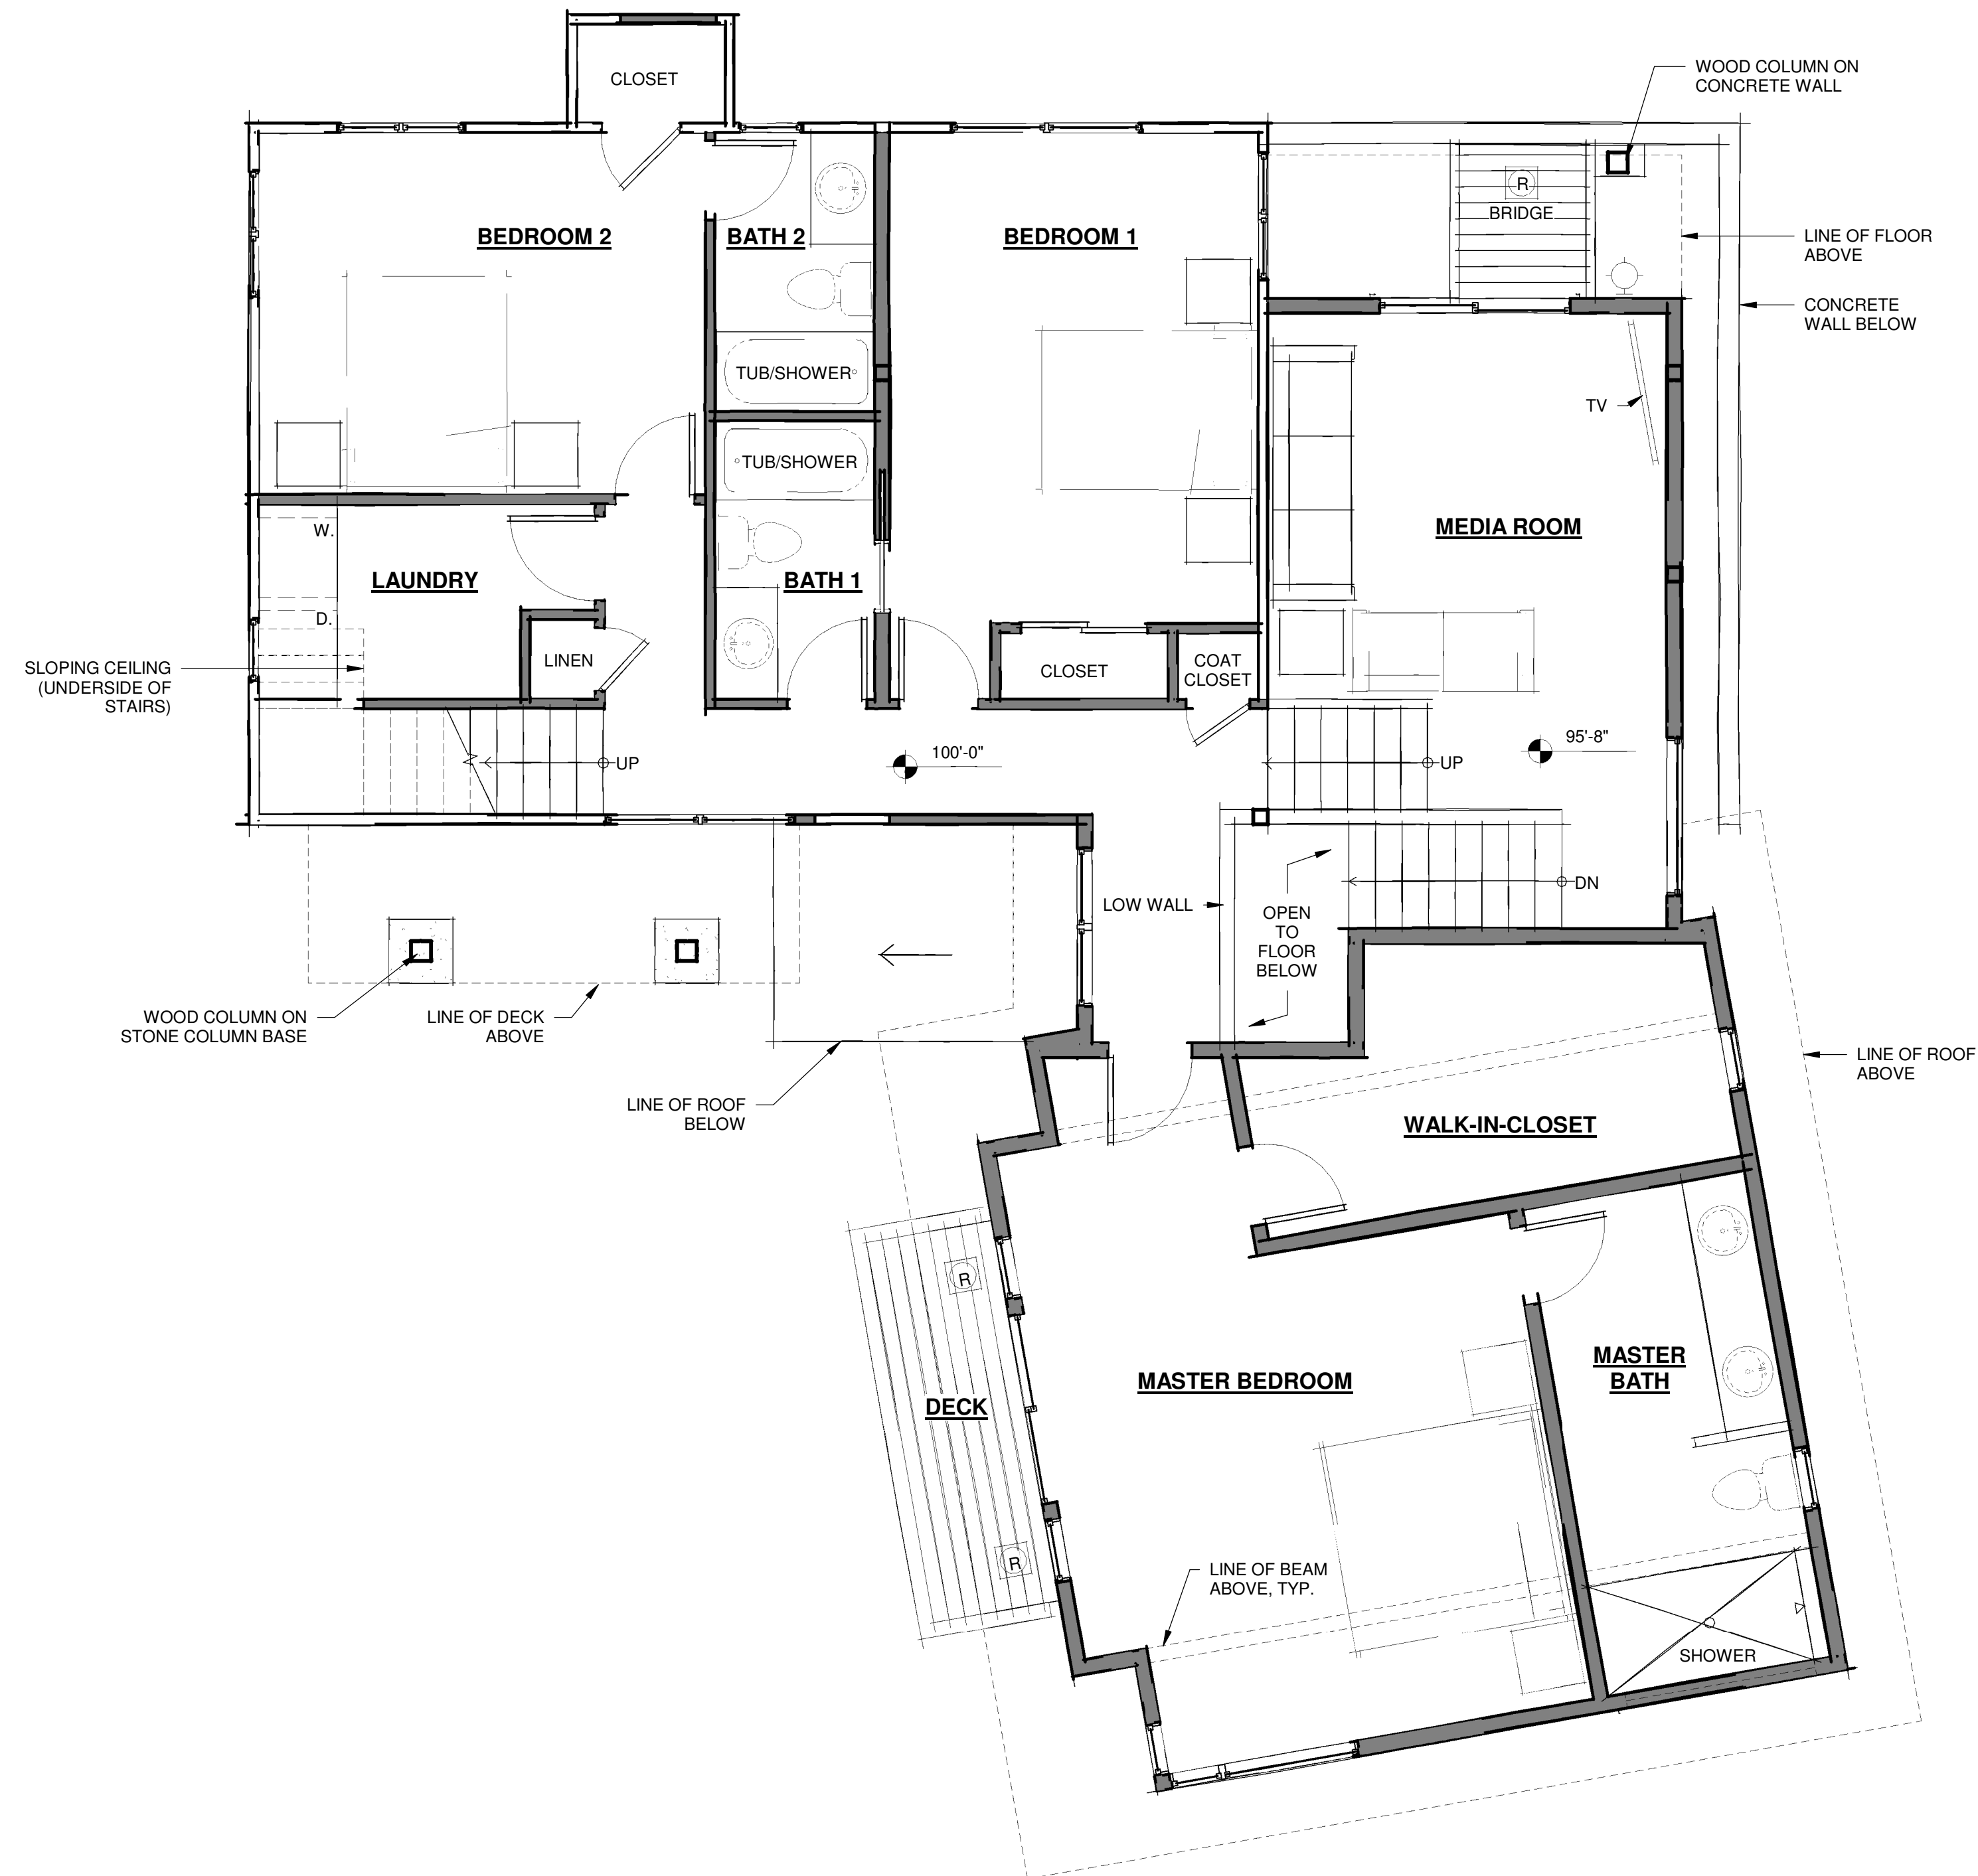 CLOSET
WOOD COLUMN ON
CONCRETE WALL
R
BRIDGE
BEDROOM 2
BATH 2
BEDROOM 1
LINE OF FLOOR
ABOVE
CONCRETE
WALL BELOW
TUB/SHOWER
TV
TUB/SHOWER
MEDIA ROOM
W.
LAUNDRY
BATH 1
D.
SLOPING CEILING
(UNDERSIDE OF
STAIRS)
LINEN
CLOSET
COAT
CLOSET
UP
100'-0"
UP
95'-8"
DN
LOW WALL
OPEN
TO
FLOOR
BELOW
WOOD COLUMN ON
STONE COLUMN BASE
LINE OF DECK
ABOVE
LINE OF ROOF
BELOW
LINE OF ROOF
ABOVE
WALK-IN-CLOSET
R
MASTER BEDROOM
MASTER
BATH
DECK
R
LINE OF BEAM
ABOVE, TYP.
SHOWER